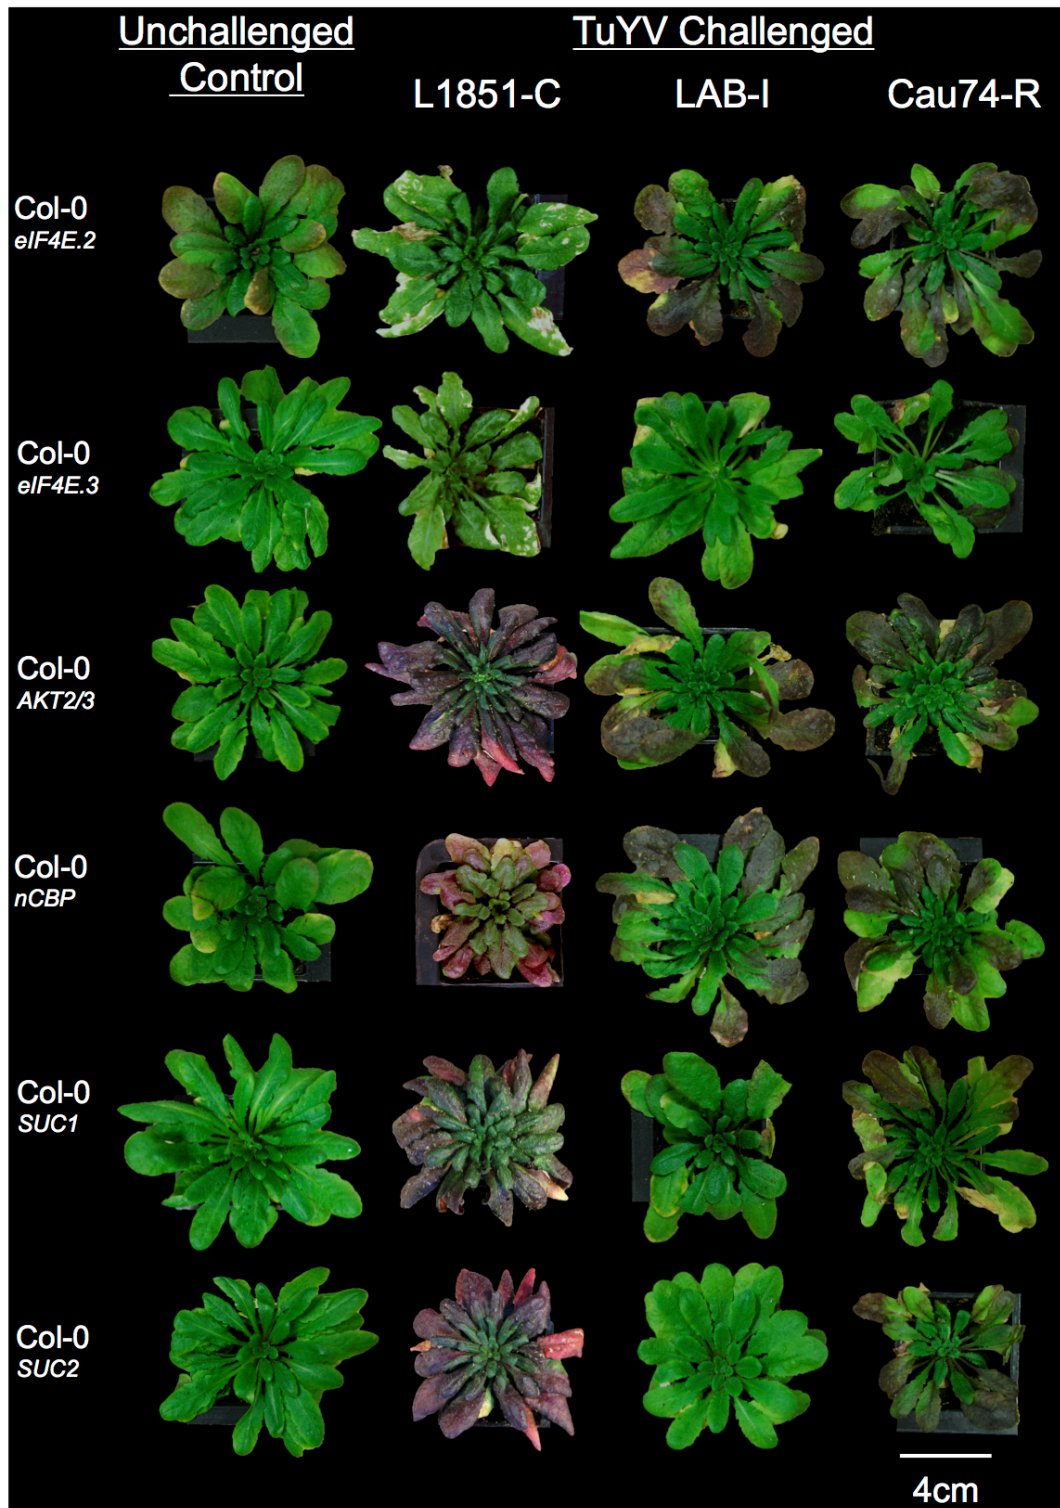 Unchallenged
Control
TuYV Challenged
L1851-C
LAB-I
Cau74-R
Col-0
eIF4E.2
Col-0
eIF4E.3
Col-0
AKT2/3
Col-0
nCBP
Col-0
SUC1
Col-0
SUC2
4cm